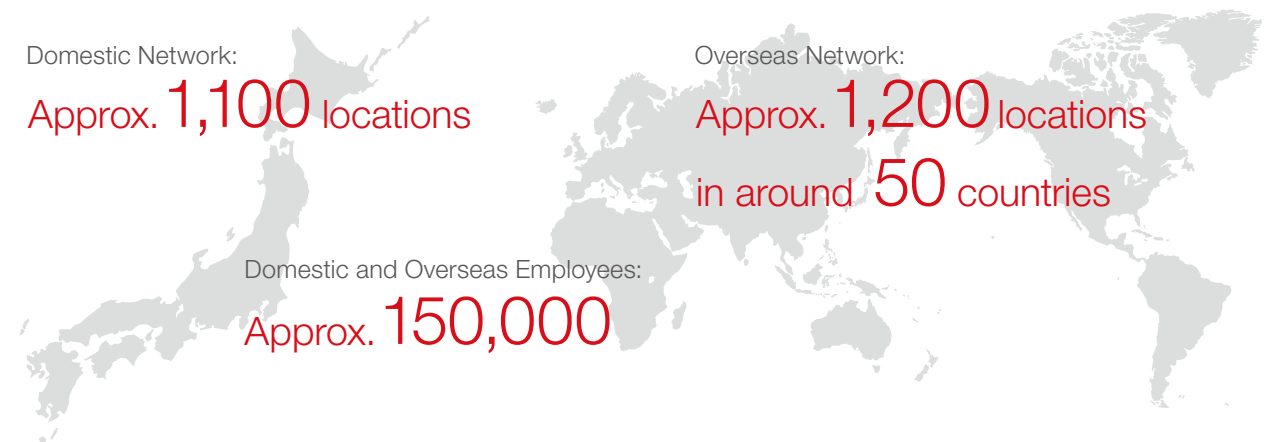 Domestic Network:
Approx. 1,100 locations
Overseas Network:
Approx. 1,200 locations
in around 50 countries
Domestic and Overseas Employees:
Approx. 150,000